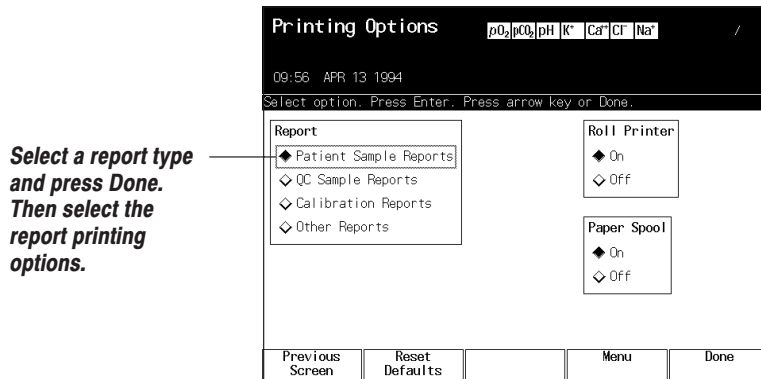 Printing Options
pO₂ pCO₂ pH K⁺ Ca⁺⁺ Cl⁻ Na⁺ /
09:56 APR 13 1994
Select option. Press Enter. Press arrow key or Done.
Select a report type
and press Done.
Then select the
report printing
options.
Report
Patient Sample Reports
QC Sample Reports
Calibration Reports
Other Reports
Roll Printer
On
Off
Paper Spool
On
Off
Previous
Screen
Reset
Defaults
Menu
Done